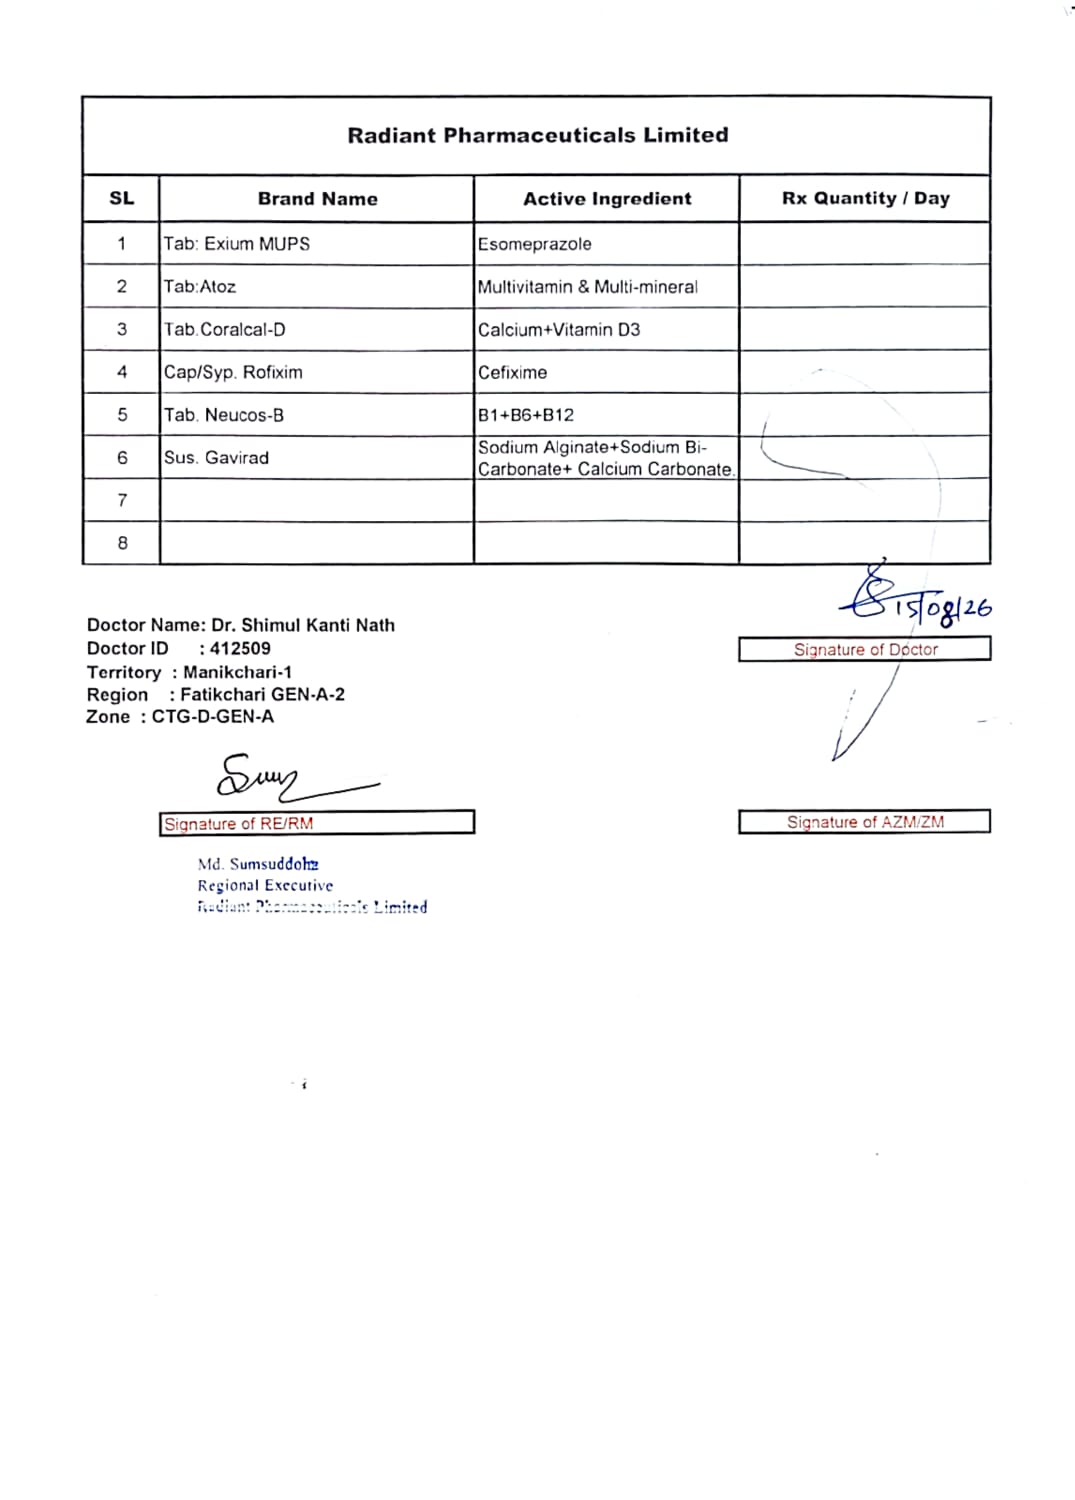 Radiant Pharmaceuticals Limited
SL Brand Name Active Ingredient Rx Quantity / Day
1 Tab: Exium MUPS Esomeprazole
2 Tab:Atoz Multivitamin & Multi-mineral
3 Tab.Coralcal-D Calcium+Vitamin D3
4 Cap/Syp. Rofixim Cefixime
5 Tab. Neucos-B B1+B6+B12
6 Sus. Gavirad Sodium Alginate+Sodium Bi-
Carbonate+ Calcium Carbonate.
7
8
15/08/26
Signature of Doctor
Doctor Name: Dr. Shimul Kanti Nath
Doctor ID : 412509
Territory : Manikchari-1
Region : Fatikchari GEN-A-2
Zone : CTG-D-GEN-A
Signature of RE/RM
Signature of AZM/ZM
Md. Sumsuddoha
Regional Executive
Radiant Pharmaceuticals Limited